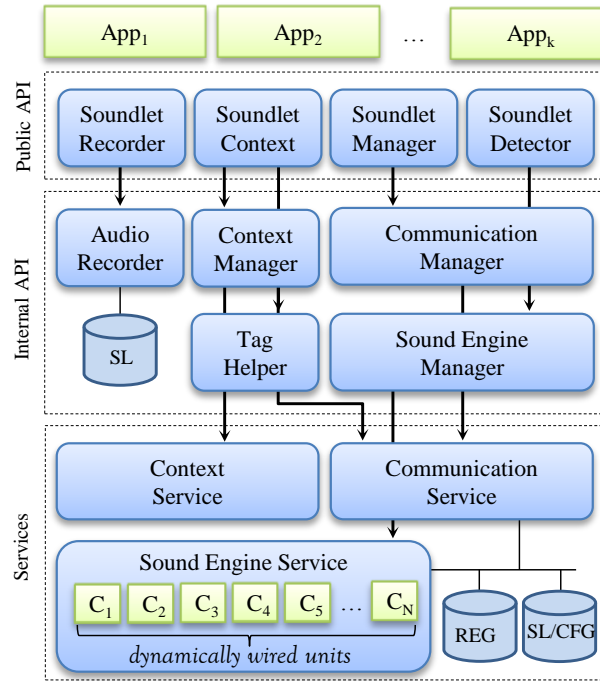 App₁ App₂ … Appₖ
Public API
Soundlet Recorder
Soundlet Context
Soundlet Manager
Soundlet Detector
Internal API
Audio Recorder
Context Manager
Communication Manager
SL
Tag Helper
Sound Engine Manager
Services
Context Service
Communication Service
Sound Engine Service
C₁ C₂ C₃ C₄ C₅ … C_N
dynamically wired units
REG
SL/CFG